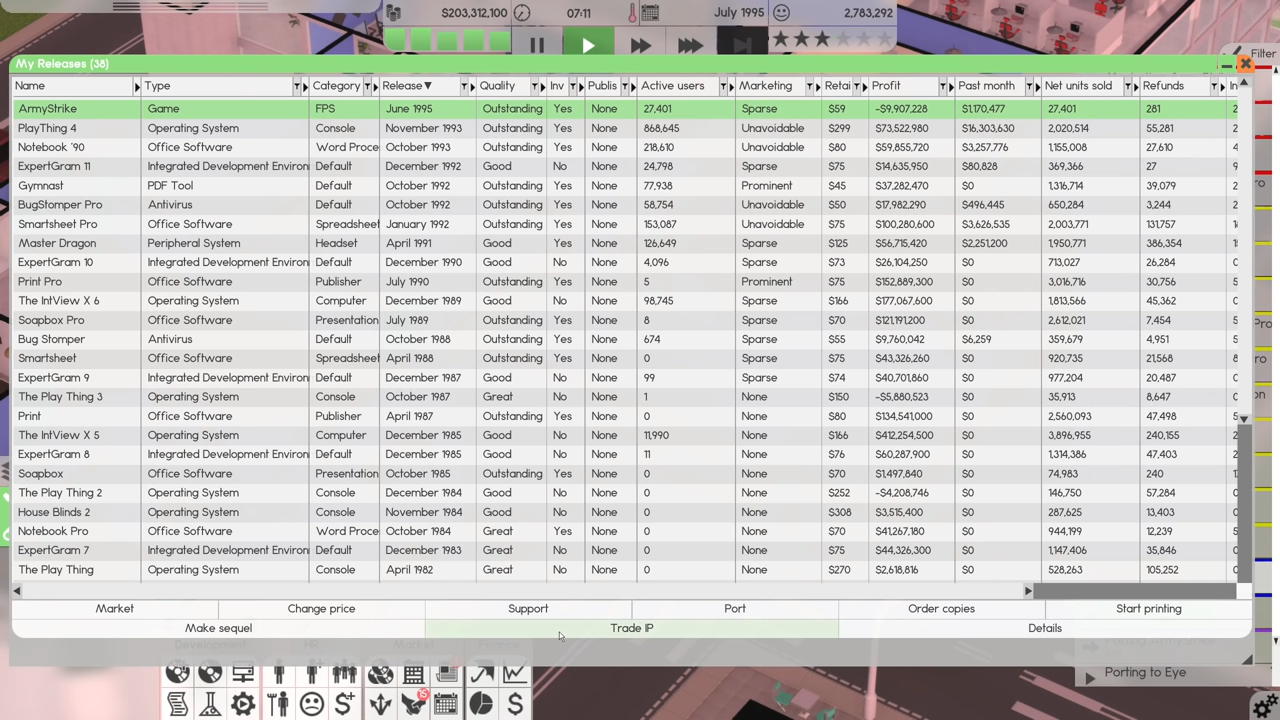 $203,312,100 07:11 July 1995 2,783,292
Filter
My Releases (38)
Name Type Category Release▼ Quality Inv Publis Active users Marketing Retai Profit Past month Net units sold Refunds In
ArmyStrike Game FPS June 1995 Outstanding Yes None 27,401 Sparse $59 -$9,907,228 $1,170,477 27,401 281 2
PlayThing 4 Operating System Console November 1993 Outstanding Yes None 868,645 Unavoidable $299 $73,522,980 $16,303,630 2,020,514 55,281 2
Notebook '90 Office Software Word Proce October 1993 Outstanding Yes None 218,610 Unavoidable $80 $59,855,720 $3,257,776 1,155,008 27,610 4
ExpertGram 11 Integrated Development Environ Default December 1992 Outstanding No None 24,798 Sparse $75 $14,635,950 $80,828 369,366 27 9
Gymnast PDF Tool Default October 1992 Outstanding Yes None 77,938 Prominent $45 $37,282,470 $0 1,316,714 39,079 2
BugStomper Pro Antivirus Default October 1992 Outstanding Yes None 58,754 Unavoidable $50 $17,982,290 $496,445 650,284 3,244 2
Smartsheet Pro Office Software Spreadsheet January 1992 Outstanding Yes None 153,087 Unavoidable $75 $100,280,600 $3,626,535 2,003,771 131,757
Master Dragon Peripheral System Headset April 1991 Good Yes None 126,649 Sparse $125 $56,715,420 $2,251,200 1,950,771 386,354
ExpertGram 10 Integrated Development Environ Default December 1990 Good No None 4,096 Sparse $73 $26,104,250 $0 713,027 26,284 0
Print Pro Office Software Publisher July 1990 Outstanding Yes None 5 Prominent $75 $152,889,300 $0 3,016,716 30,756 5
The IntView X 6 Operating System Computer December 1989 Good No None 98,745 Sparse $166 $177,067,600 $0 1,813,566 45,362 0
Soapbox Pro Office Software Presentation July 1989 Outstanding Yes None 8 Sparse $70 $121,191,200 $0 2,612,021 7,454 5
Bug Stomper Antivirus Default October 1988 Outstanding Yes None 674 Sparse $55 $9,760,042 $6,259 359,679 4,951 5
Smartsheet Office Software Spreadsheet April 1988 Outstanding Yes None 0 Sparse $75 $43,326,260 $0 920,735 21,568 8
ExpertGram 9 Integrated Development Environ Default December 1987 Good No None 99 Sparse $74 $40,701,860 $0 977,204 20,487 5
The Play Thing 3 Operating System Console October 1987 Great No None 1 None $150 -$5,880,523 $0 35,913 8,647 0
Print Office Software Publisher April 1987 Outstanding Yes None 0 None $80 $134,541,000 $0 2,560,093 47,498 5
The IntView X 5 Operating System Computer December 1985 Good No None 11,990 None $166 $412,254,500 $0 3,896,955 240,155 2
ExpertGram 8 Integrated Development Environ Default December 1985 Good No None 11 None $76 $60,287,900 $0 1,314,386 47,403 2
Soapbox Office Software Presentation October 1985 Outstanding Yes None 0 None $70 $1,497,840 $0 74,983 240
The Play Thing 2 Operating System Console December 1984 Good No None 0 None $252 -$4,208,746 $0 146,750 57,284 0
House Blinds 2 Operating System Console November 1984 Good No None 0 None $308 $3,515,400 $0 287,625 13,403 0
Notebook Pro Office Software Word Proce October 1984 Great Yes None 0 None $70 $41,267,180 $0 944,199 12,239 5
ExpertGram 7 Integrated Development Environ Default December 1983 Great No None 0 None $75 $44,326,300 $0 1,147,406 35,846 0
The Play Thing Operating System Console April 1982 Great No None 0 None $270 $2,618,816 $0 528,263 105,252 0
Market Change price Support Port Order copies Start printing
Make sequel Trade IP Details
Development HR Market Finance
15
Porting ArmyStrike
Porting to Eye